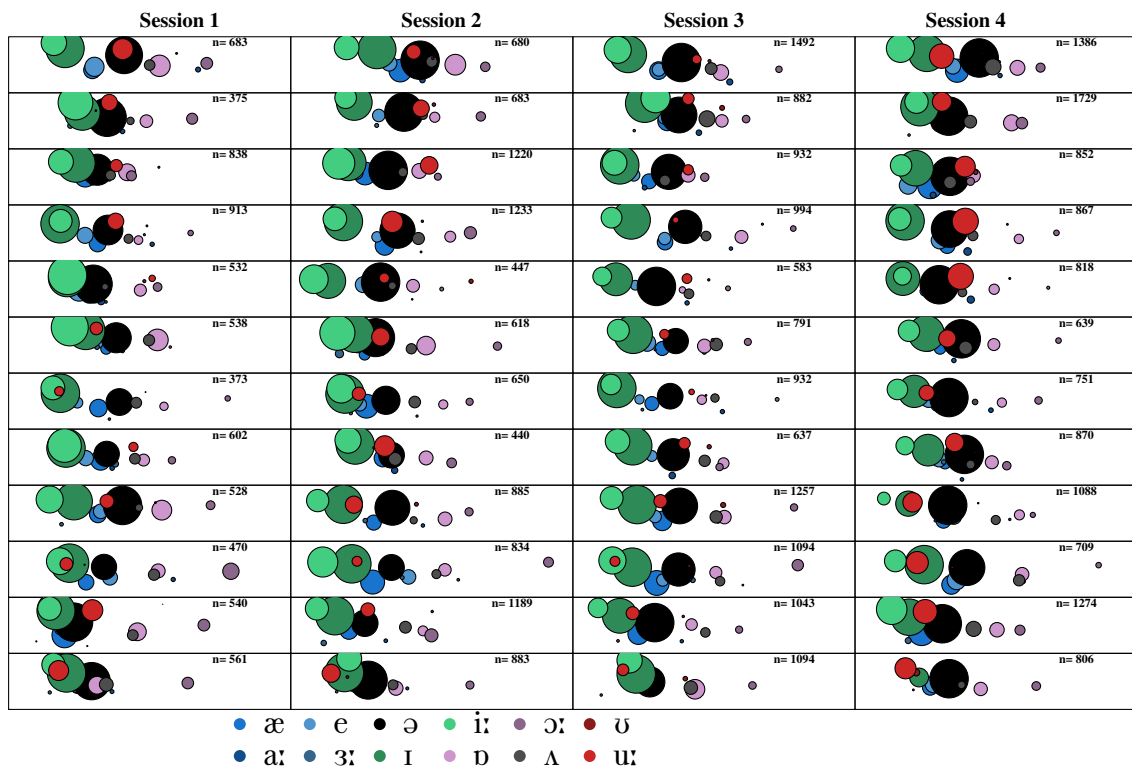 Session 1 Session 2 Session 3 Session 4
n= 683 n= 680 n= 1492 n= 1386
n= 375 n= 683 n= 882 n= 1729
n= 838 n= 1220 n= 932 n= 852
n= 913 n= 1233 n= 994 n= 867
n= 532 n= 447 n= 583 n= 818
n= 538 n= 618 n= 791 n= 639
n= 373 n= 650 n= 932 n= 751
n= 602 n= 440 n= 637 n= 870
n= 528 n= 885 n= 1257 n= 1088
n= 470 n= 834 n= 1094 n= 709
n= 540 n= 1189 n= 1043 n= 1274
n= 561 n= 883 n= 1094 n= 806
æ e ə iː ɔː ʊ
aː ɜː ɪ ɒ ʌ uː